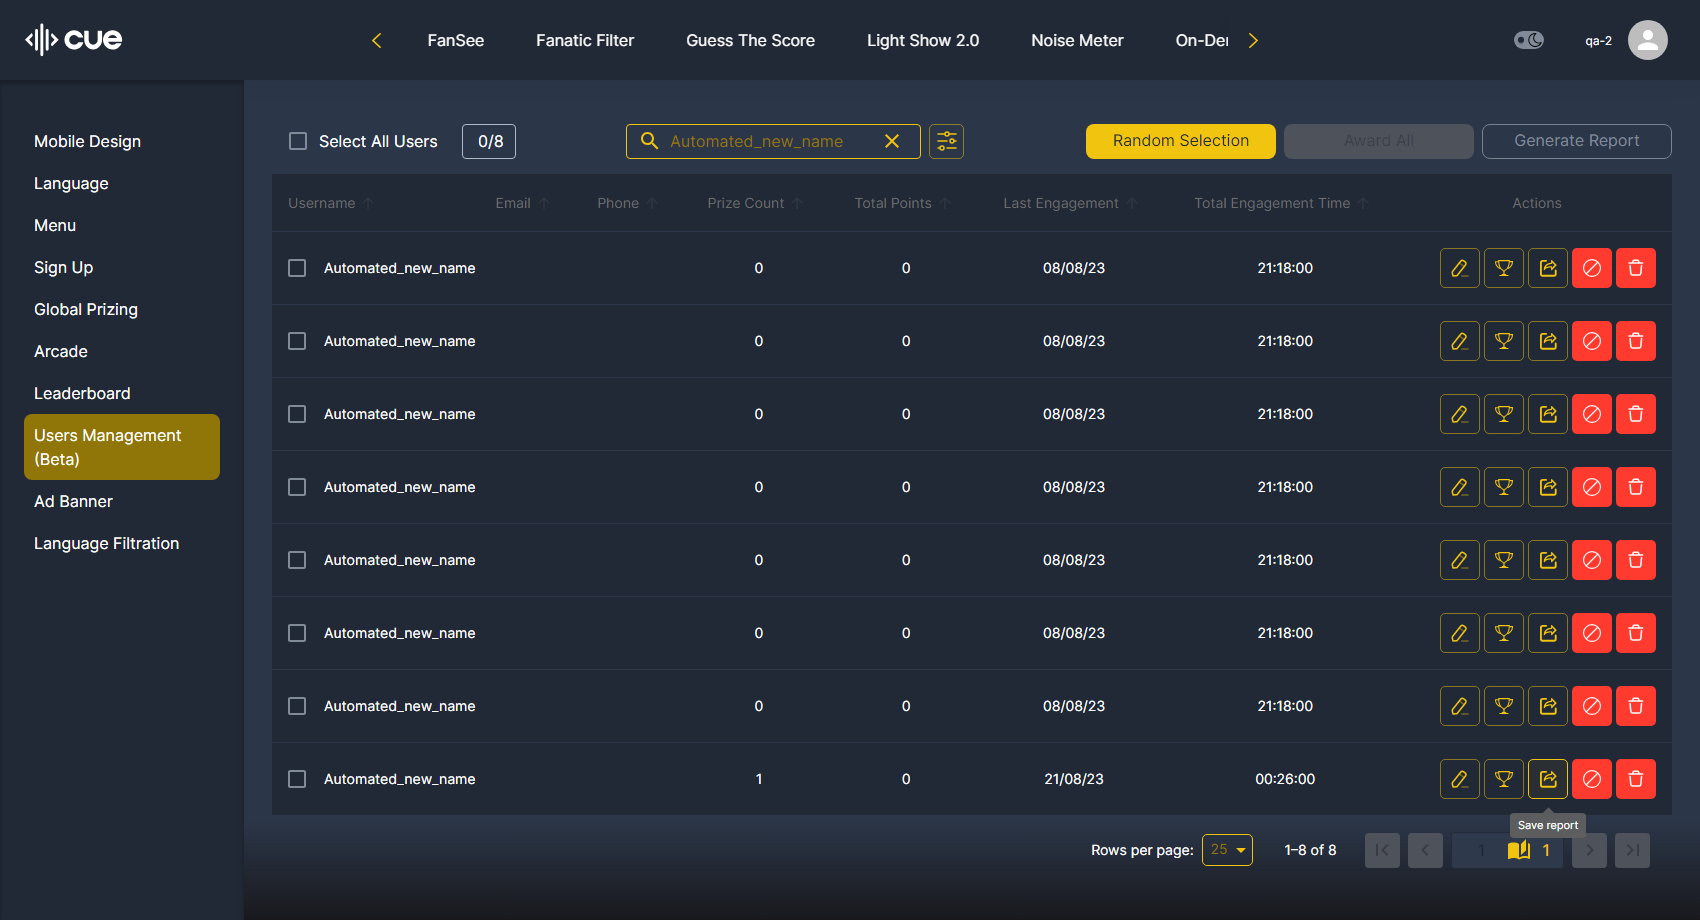 cue
FanSee Fanatic Filter Guess The Score Light Show 2.0 Noise Meter On-De
qa-2
Mobile Design
Language
Menu
Sign Up
Global Prizing
Arcade
Leaderboard
Users Management
(Beta)
Ad Banner
Language Filtration
Select All Users 0/8 Automated_new_name Random Selection Award All Generate Report
Username Email Phone Prize Count Total Points Last Engagement Total Engagement Time Actions
Automated_new_name 0 0 08/08/23 21:18:00
Automated_new_name 0 0 08/08/23 21:18:00
Automated_new_name 0 0 08/08/23 21:18:00
Automated_new_name 0 0 08/08/23 21:18:00
Automated_new_name 0 0 08/08/23 21:18:00
Automated_new_name 0 0 08/08/23 21:18:00
Automated_new_name 0 0 08/08/23 21:18:00
Automated_new_name 1 0 21/08/23 00:26:00
Save report
Rows per page: 25 1–8 of 8 1 1